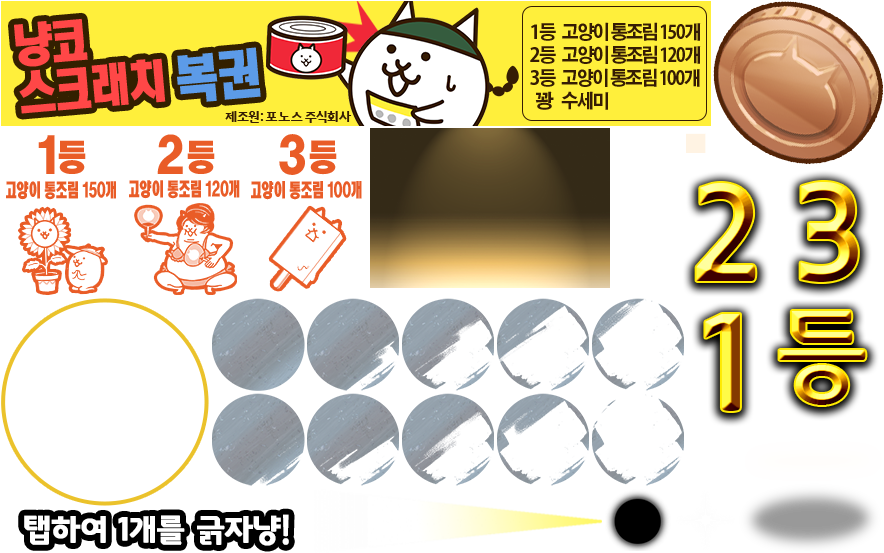 냥코
스크래치 복권
제조원: 포노스 주식회사
1등 고양이 통조림 150개
2등 고양이 통조림 120개
3등 고양이 통조림 100개
꽝 수세미
1등
고양이 통조림 150개
2등
고양이 통조림 120개
3등
고양이 통조림 100개
2 3
1 등
탭하여 1개를 긁자냥!